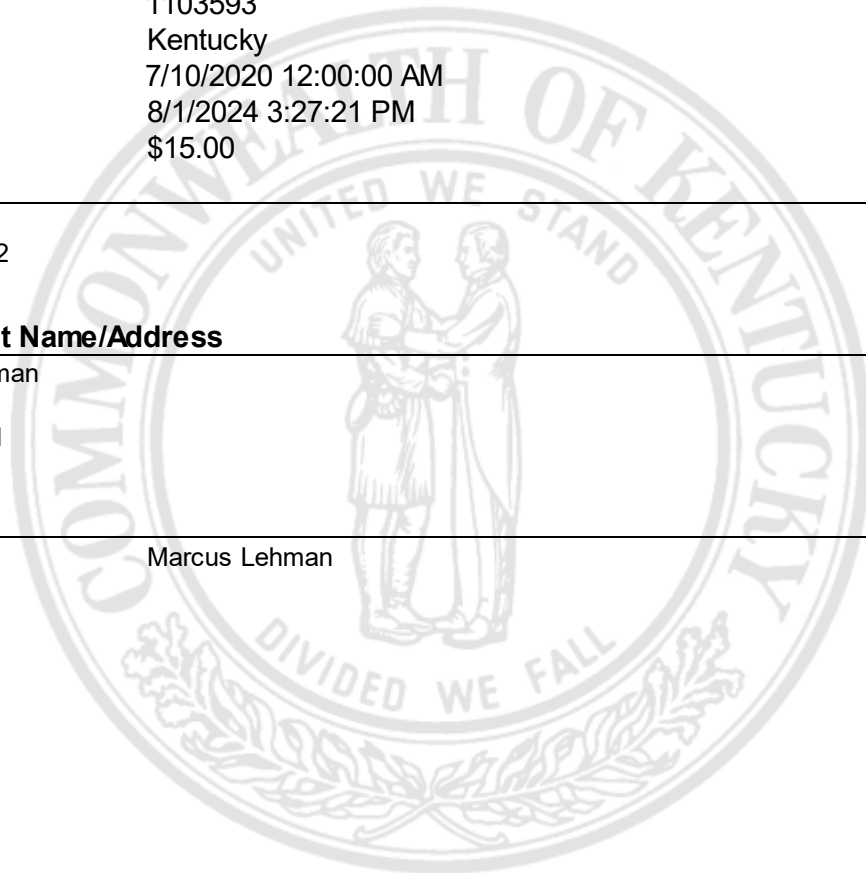 1103593
Kentucky
7/10/2020 12:00:00 AM
8/1/2024 3:27:21 PM
$15.00
2
t Name/Address
man
Marcus Lehman
COMMONWEALTH OF KENTUCKY
UNITED WE STAND
DIVIDED WE FALL